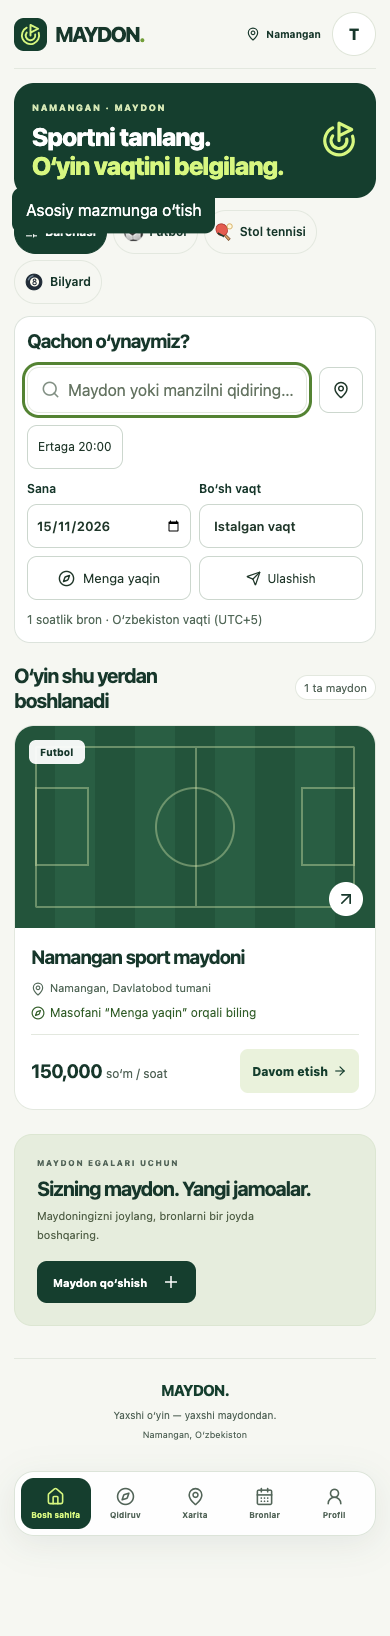 MAYDON.
Namangan
T
NAMANGAN · MAYDON
Sportni tanlang.
O‘yin vaqtini belgilang.
Asosiy mazmunga o‘tish
Stol tennisi
Bilyard
Qachon o‘ynaymiz?
Maydon yoki manzilni qidiring...
Ertaga 20:00
Sana
Bo‘sh vaqt
15/11/2026
Istalgan vaqt
Menga yaqin
Ulashish
1 soatlik bron · O‘zbekiston vaqti (UTC+5)
O‘yin shu yerdan
boshlanadi
1 ta maydon
Futbol
Namangan sport maydoni
Namangan, Davlatobod tumani
Masofani “Menga yaqin” orqali biling
150,000 so‘m / soat
Davom etish
MAYDON EGALARI UCHUN
Sizning maydon. Yangi jamoalar.
Maydoningizni joylang, bronlarni bir joyda
boshqaring.
Maydon qo‘shish
MAYDON.
Yaxshi o‘yin — yaxshi maydondan.
Namangan, O‘zbekiston
Bosh sahifa
Qidiruv
Xarita
Bronlar
Profil